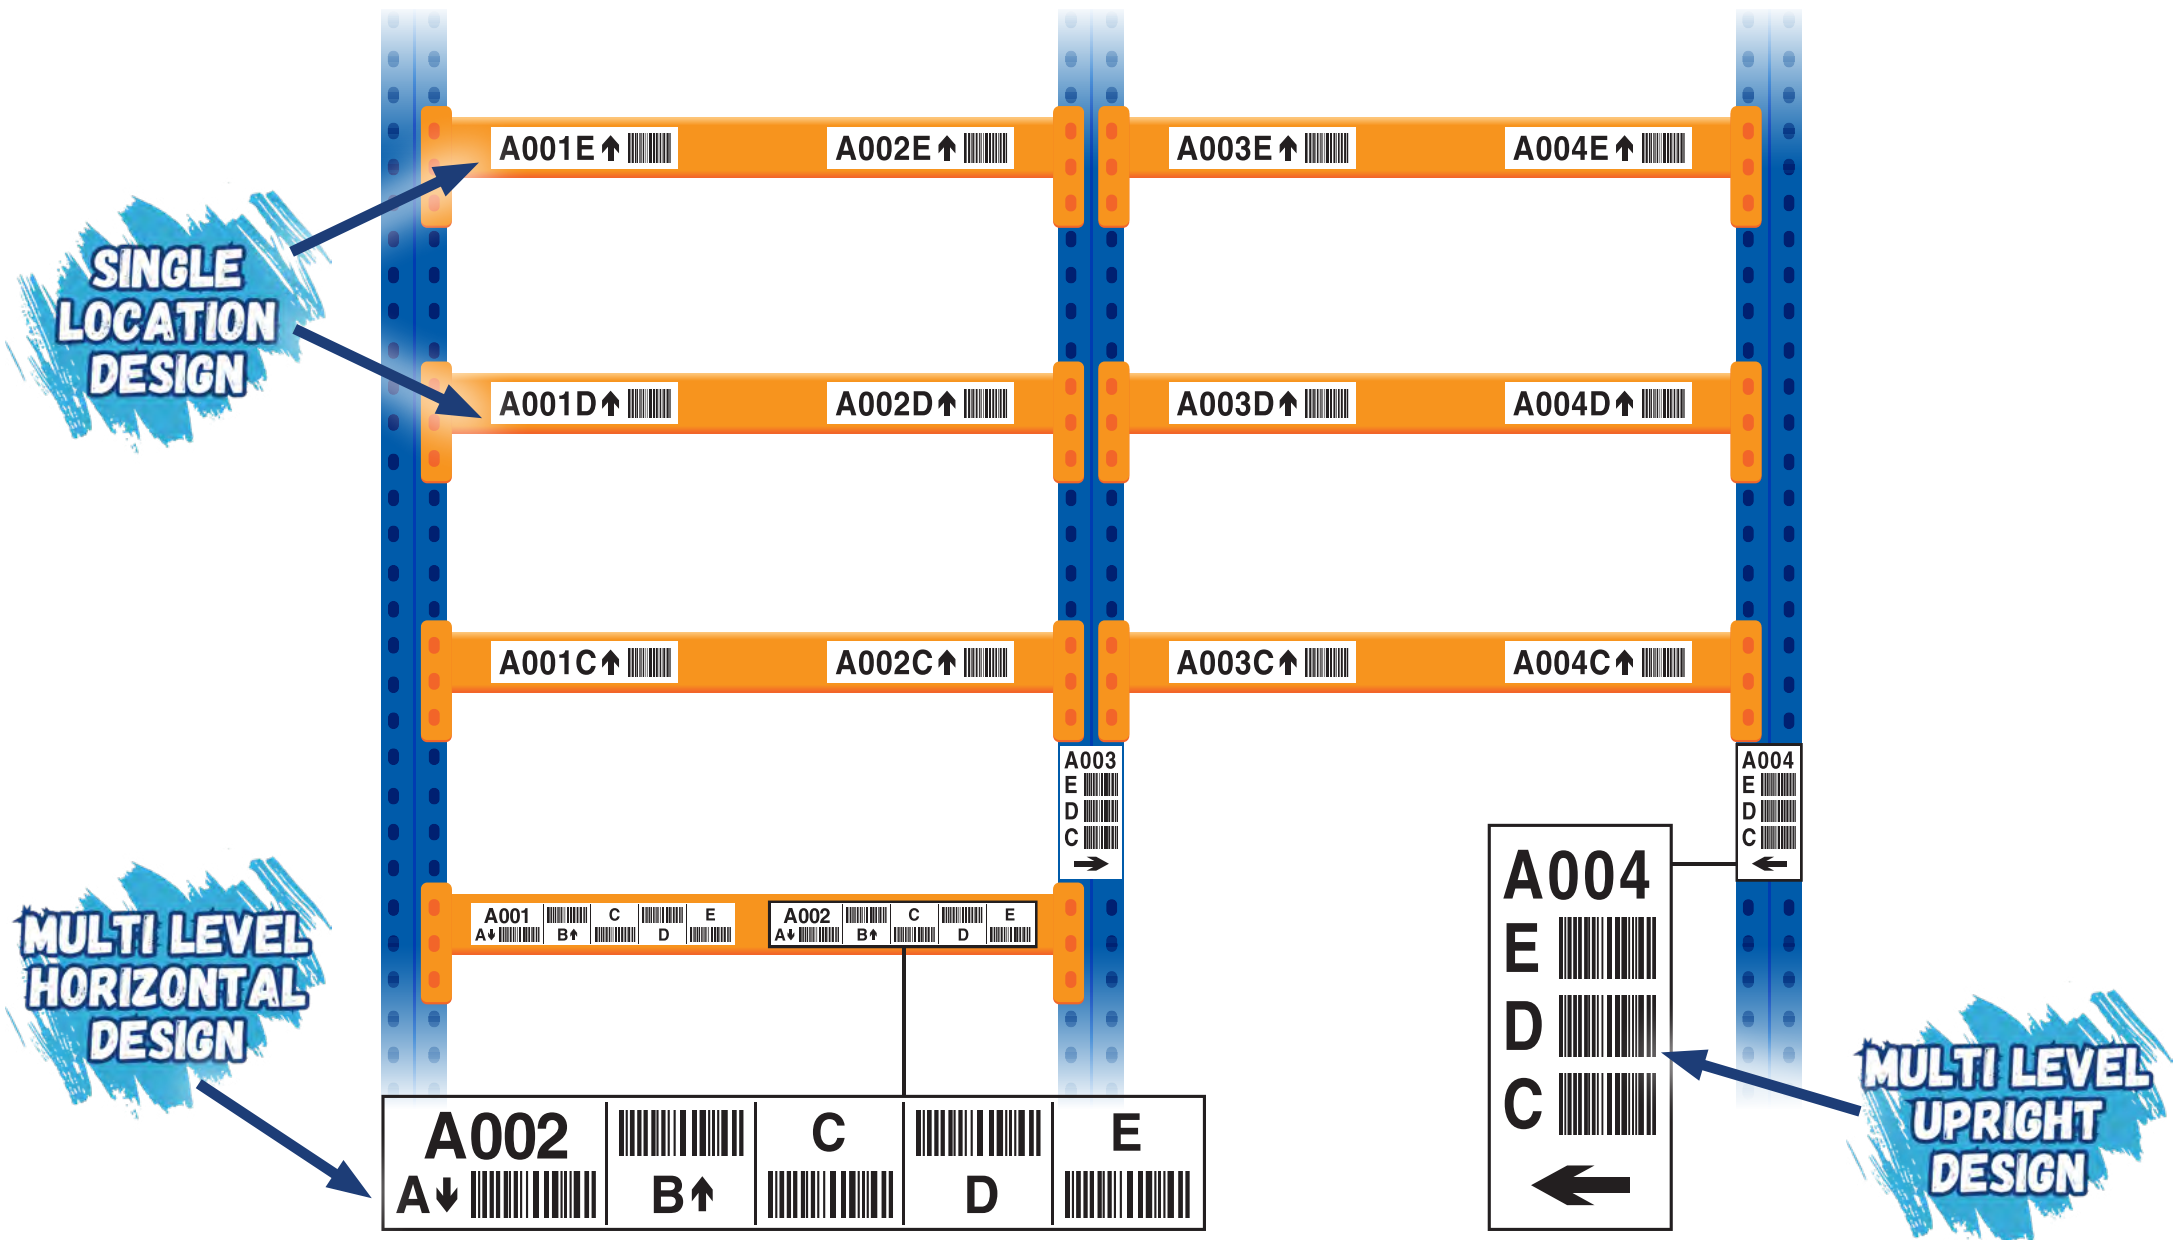 A001E ↑
A002E ↑
A003E ↑
A004E ↑
SINGLE
LOCATION
DESIGN
A001D ↑
A002D ↑
A003D ↑
A004D ↑
A001C ↑
A002C ↑
A003C ↑
A004C ↑
A003
E
D
C
→
A004
E
D
C
←
MULTI LEVEL
HORIZONTAL
DESIGN
A001 C E
A↓ B↑ D
A002 C E
A↓ B↑ D
A004
E
D
C
←
MULTI LEVEL
UPRIGHT
DESIGN
A002 C E
A↓ B↑ D